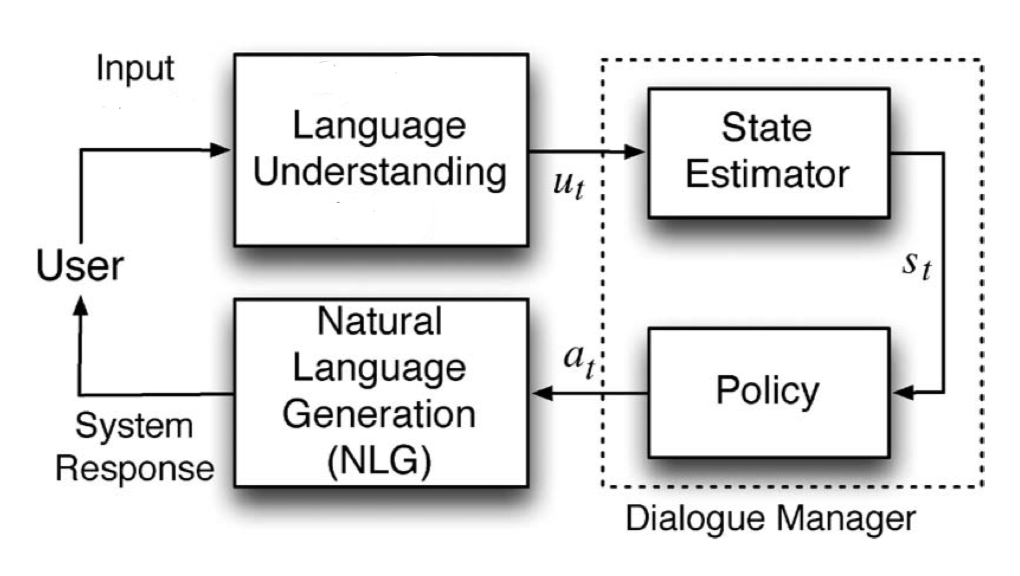 Input
Language
Understanding
u_t
State
Estimator
User
s_t
Natural
Language
Generation
(NLG)
a_t
Policy
System
Response
Dialogue Manager